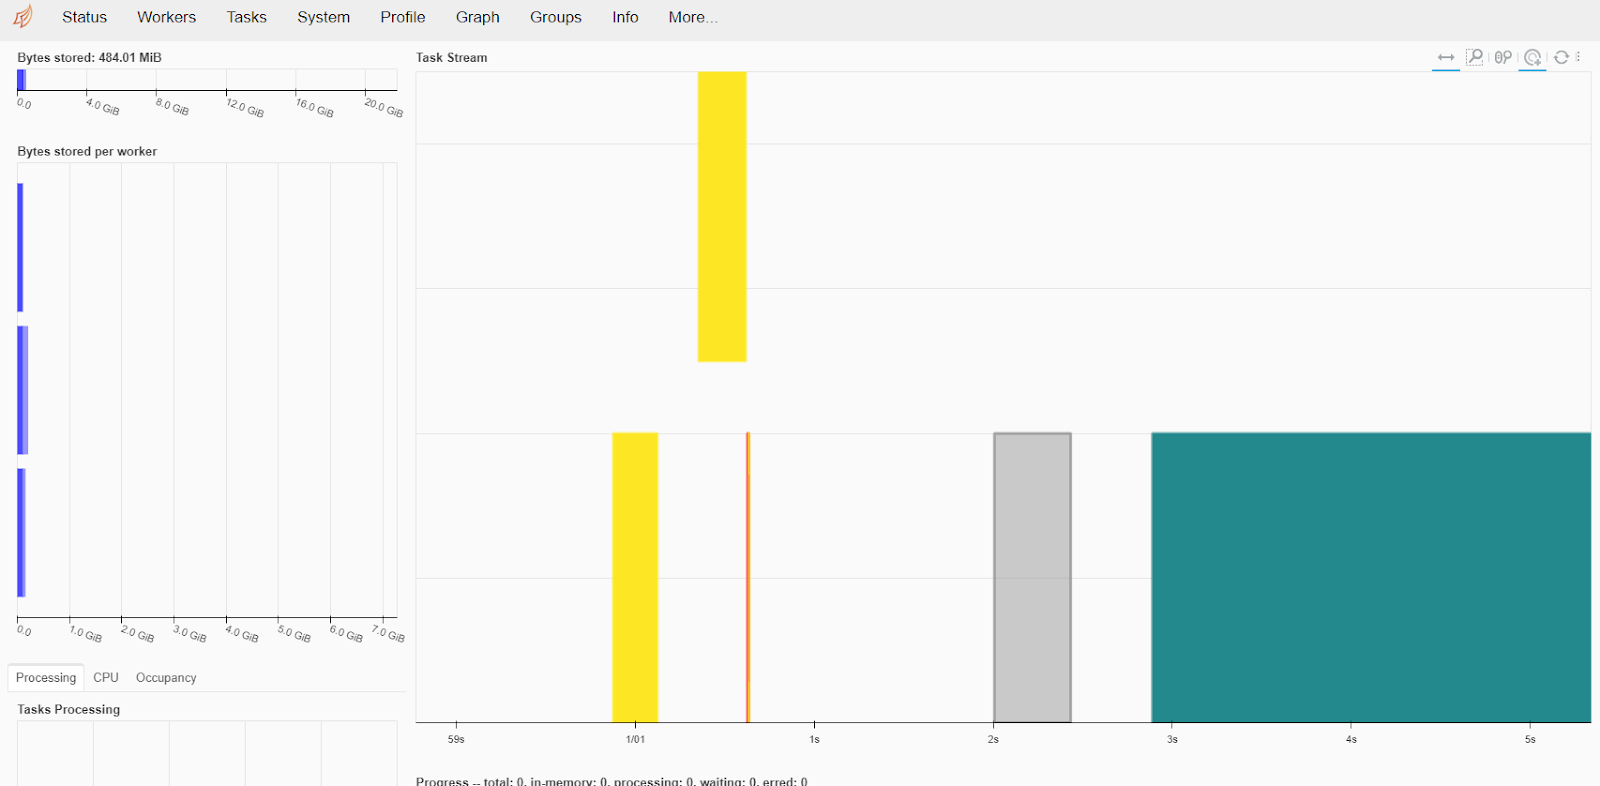 Status Workers Tasks System Profile Graph Groups Info More...
Bytes stored: 484.01 MiB
0.0 4.0 GiB 8.0 GiB 12.0 GiB 16.0 GiB 20.0 GiB
Bytes stored per worker
0.0 1.0 GiB 2.0 GiB 3.0 GiB 4.0 GiB 5.0 GiB 6.0 GiB 7.0 GiB
Processing CPU Occupancy
Tasks Processing
Task Stream
59s 1/01 1s 2s 3s 4s 5s
Progress -- total: 0, in-memory: 0, processing: 0, waiting: 0, erred: 0